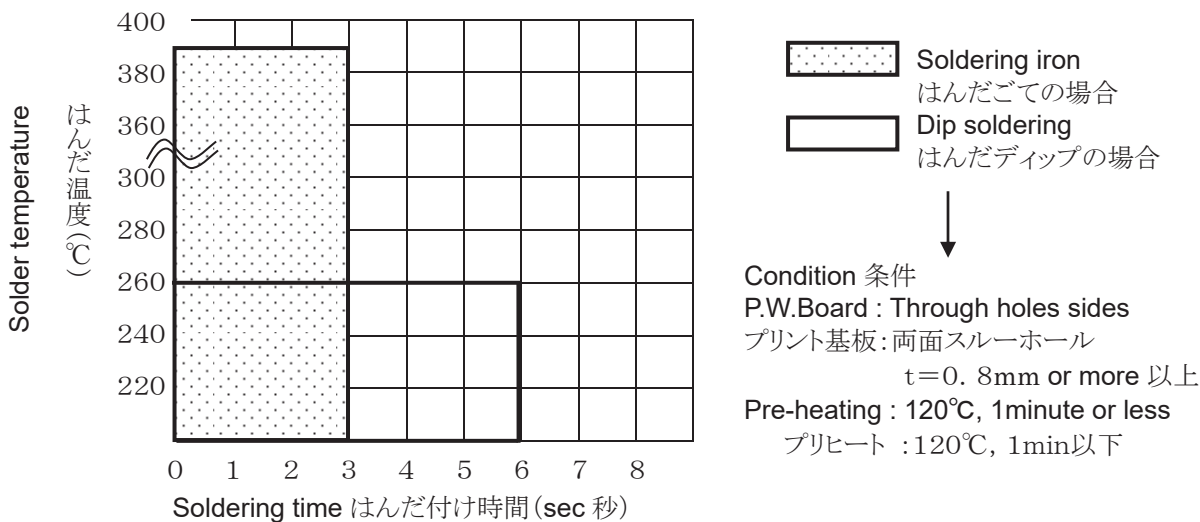 400
380
360
300
280
260
240
220
Solder temperature
はんだ温度(℃)
0 1 2 3 4 5 6 7 8
Soldering time はんだ付け時間(sec 秒)
Soldering iron
はんだごての場合
Dip soldering
はんだディップの場合
Condition 条件
P.W.Board : Through holes sides
プリント基板:両面スルーホール
t=0.8mm or more 以上
Pre-heating : 120℃, 1minute or less
プリヒート :120℃, 1min以下